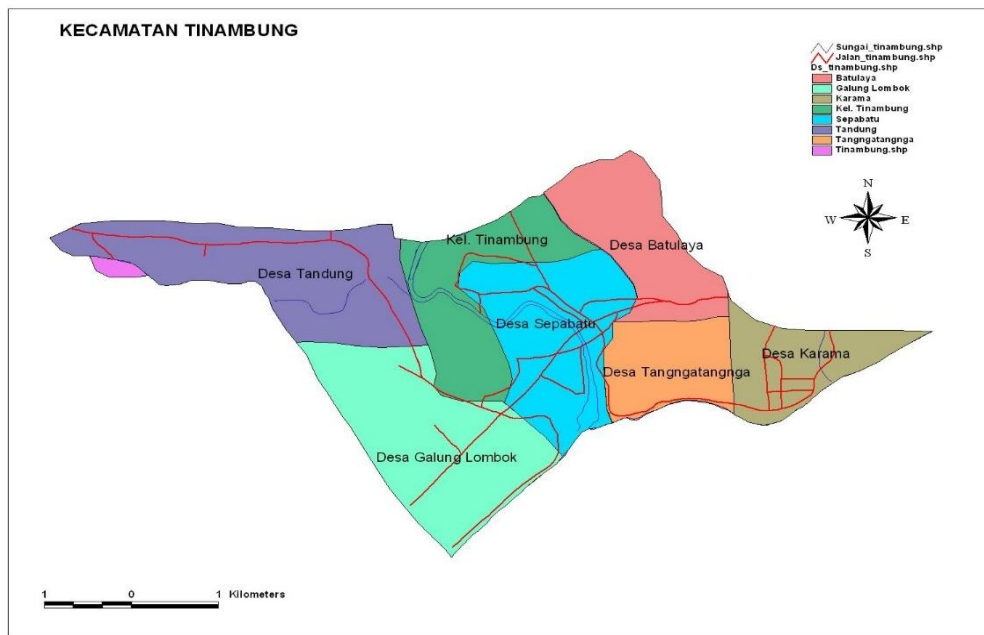 KECAMATAN TINAMBUNG
Sungai_tinambung.shp
Jalan_tinambung.shp
Ds_tinambung.shp
Batulaya
Galung Lombok
Karama
Kel. Tinambung
Sepabatu
Tandung
Tangngatangnga
Tinambung.shp
N
W E
S
Kel. Tinambung
Desa Batulaya
Desa Tandung
Desa Sepabatu
Desa Karama
Desa Tangngatangnga
Desa Galung Lombok
1 0 1 Kilometers